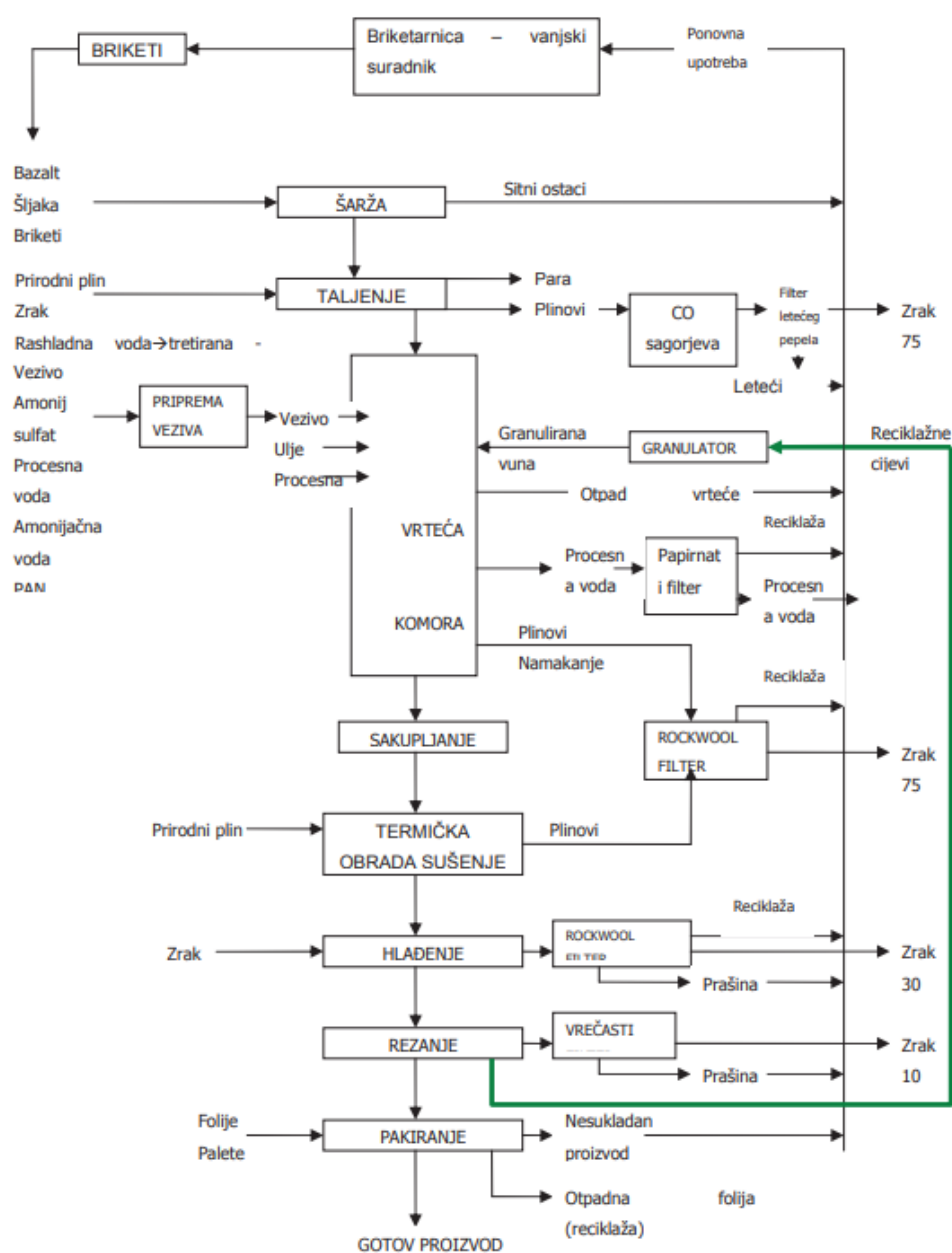 Briketarnica – vanjski
suradnik
BRIKETI
Ponovna
upotreba
Bazalt
Šljaka
Briketi
ŠARŽA
Sitni ostaci
Prirodni plin
Zrak
Rashladna voda→tretirana -
TALJENJE
Para
Plinovi
CO
sagorjeva
Filter
letećeg
pepela
Zrak
75
Leteći
Vezivo
Amonij
sulfat
Procesna
voda
Amonijačna
voda
PAN
PRIPREMA
VEZIVA
Vezivo
Ulje
Procesna
VRTEĆA
KOMORA
Granulirana
vuna
GRANULATOR
Reciklažne
cijevi
Otpad vrteće
Reciklaža
Procesn
a voda
Papirnat
i filter
Procesn
a voda
Plinovi
Namakanje
Reciklaža
SAKUPLJANJE
ROCKWOOL
FILTER
Zrak
75
Prirodni plin
TERMIČKA
OBRADA SUŠENJE
Plinovi
Reciklaža
Zrak
HLAĐENJE
ROCKWOOL
FILTER
Zrak
30
Prašina
REZANJE
VREČASTI
Zrak
10
Prašina
Folije
Palete
PAKIRANJE
Nesukladan
proizvod
Otpadna folija
(reciklaža)
GOTOV PROIZVOD